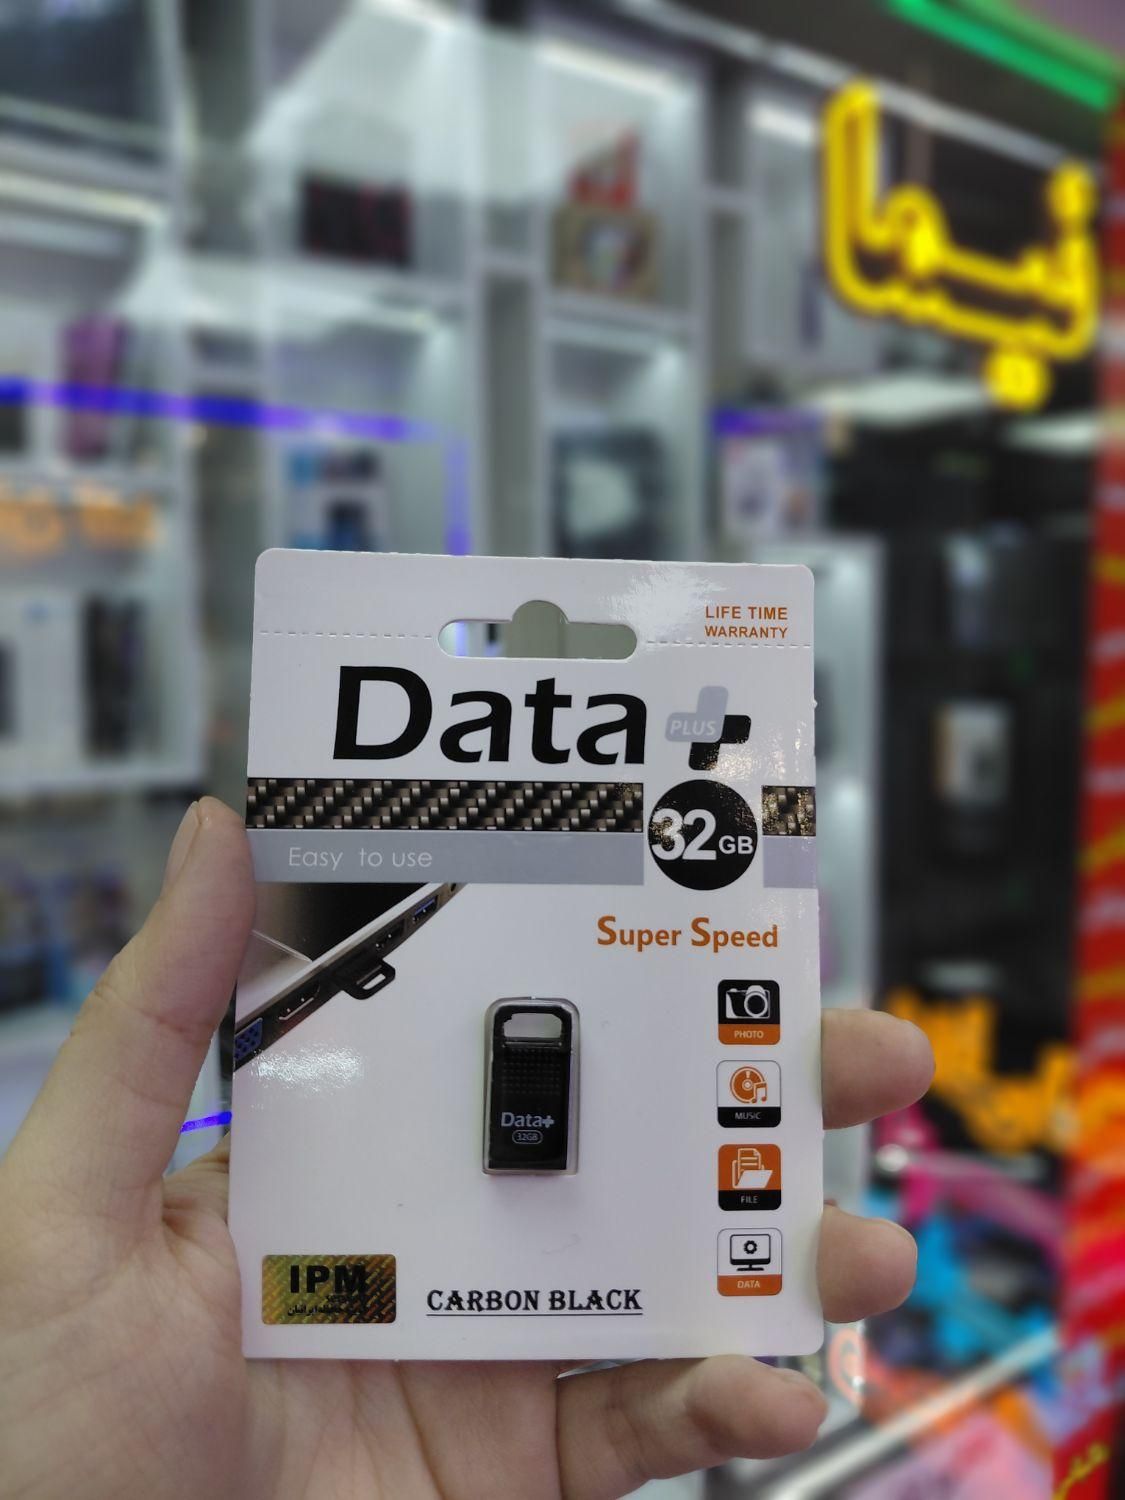 نیما
LIFE TIME
WARRANTY
Data
PLUS
32GB
Easy to use
Super Speed
PHOTO
MUSIC
FILE
DATA
Data+
32GB
IPM
CARBON BLACK